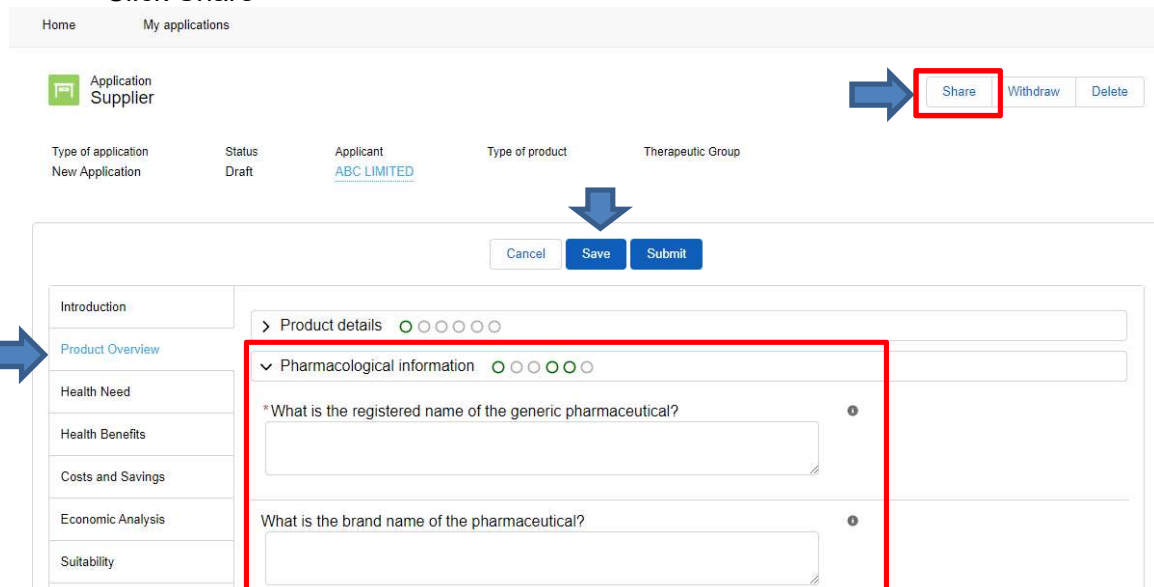 Click Share
Home My applications
Application
Supplier
Share Withdraw Delete
Type of application Status Applicant Type of product Therapeutic Group
New Application Draft ABC LIMITED
Cancel Save Submit
Introduction
Product details
Product Overview
Pharmacological information
Health Need
*What is the registered name of the generic pharmaceutical?
Health Benefits
Costs and Savings
Economic Analysis
What is the brand name of the pharmaceutical?
Suitability